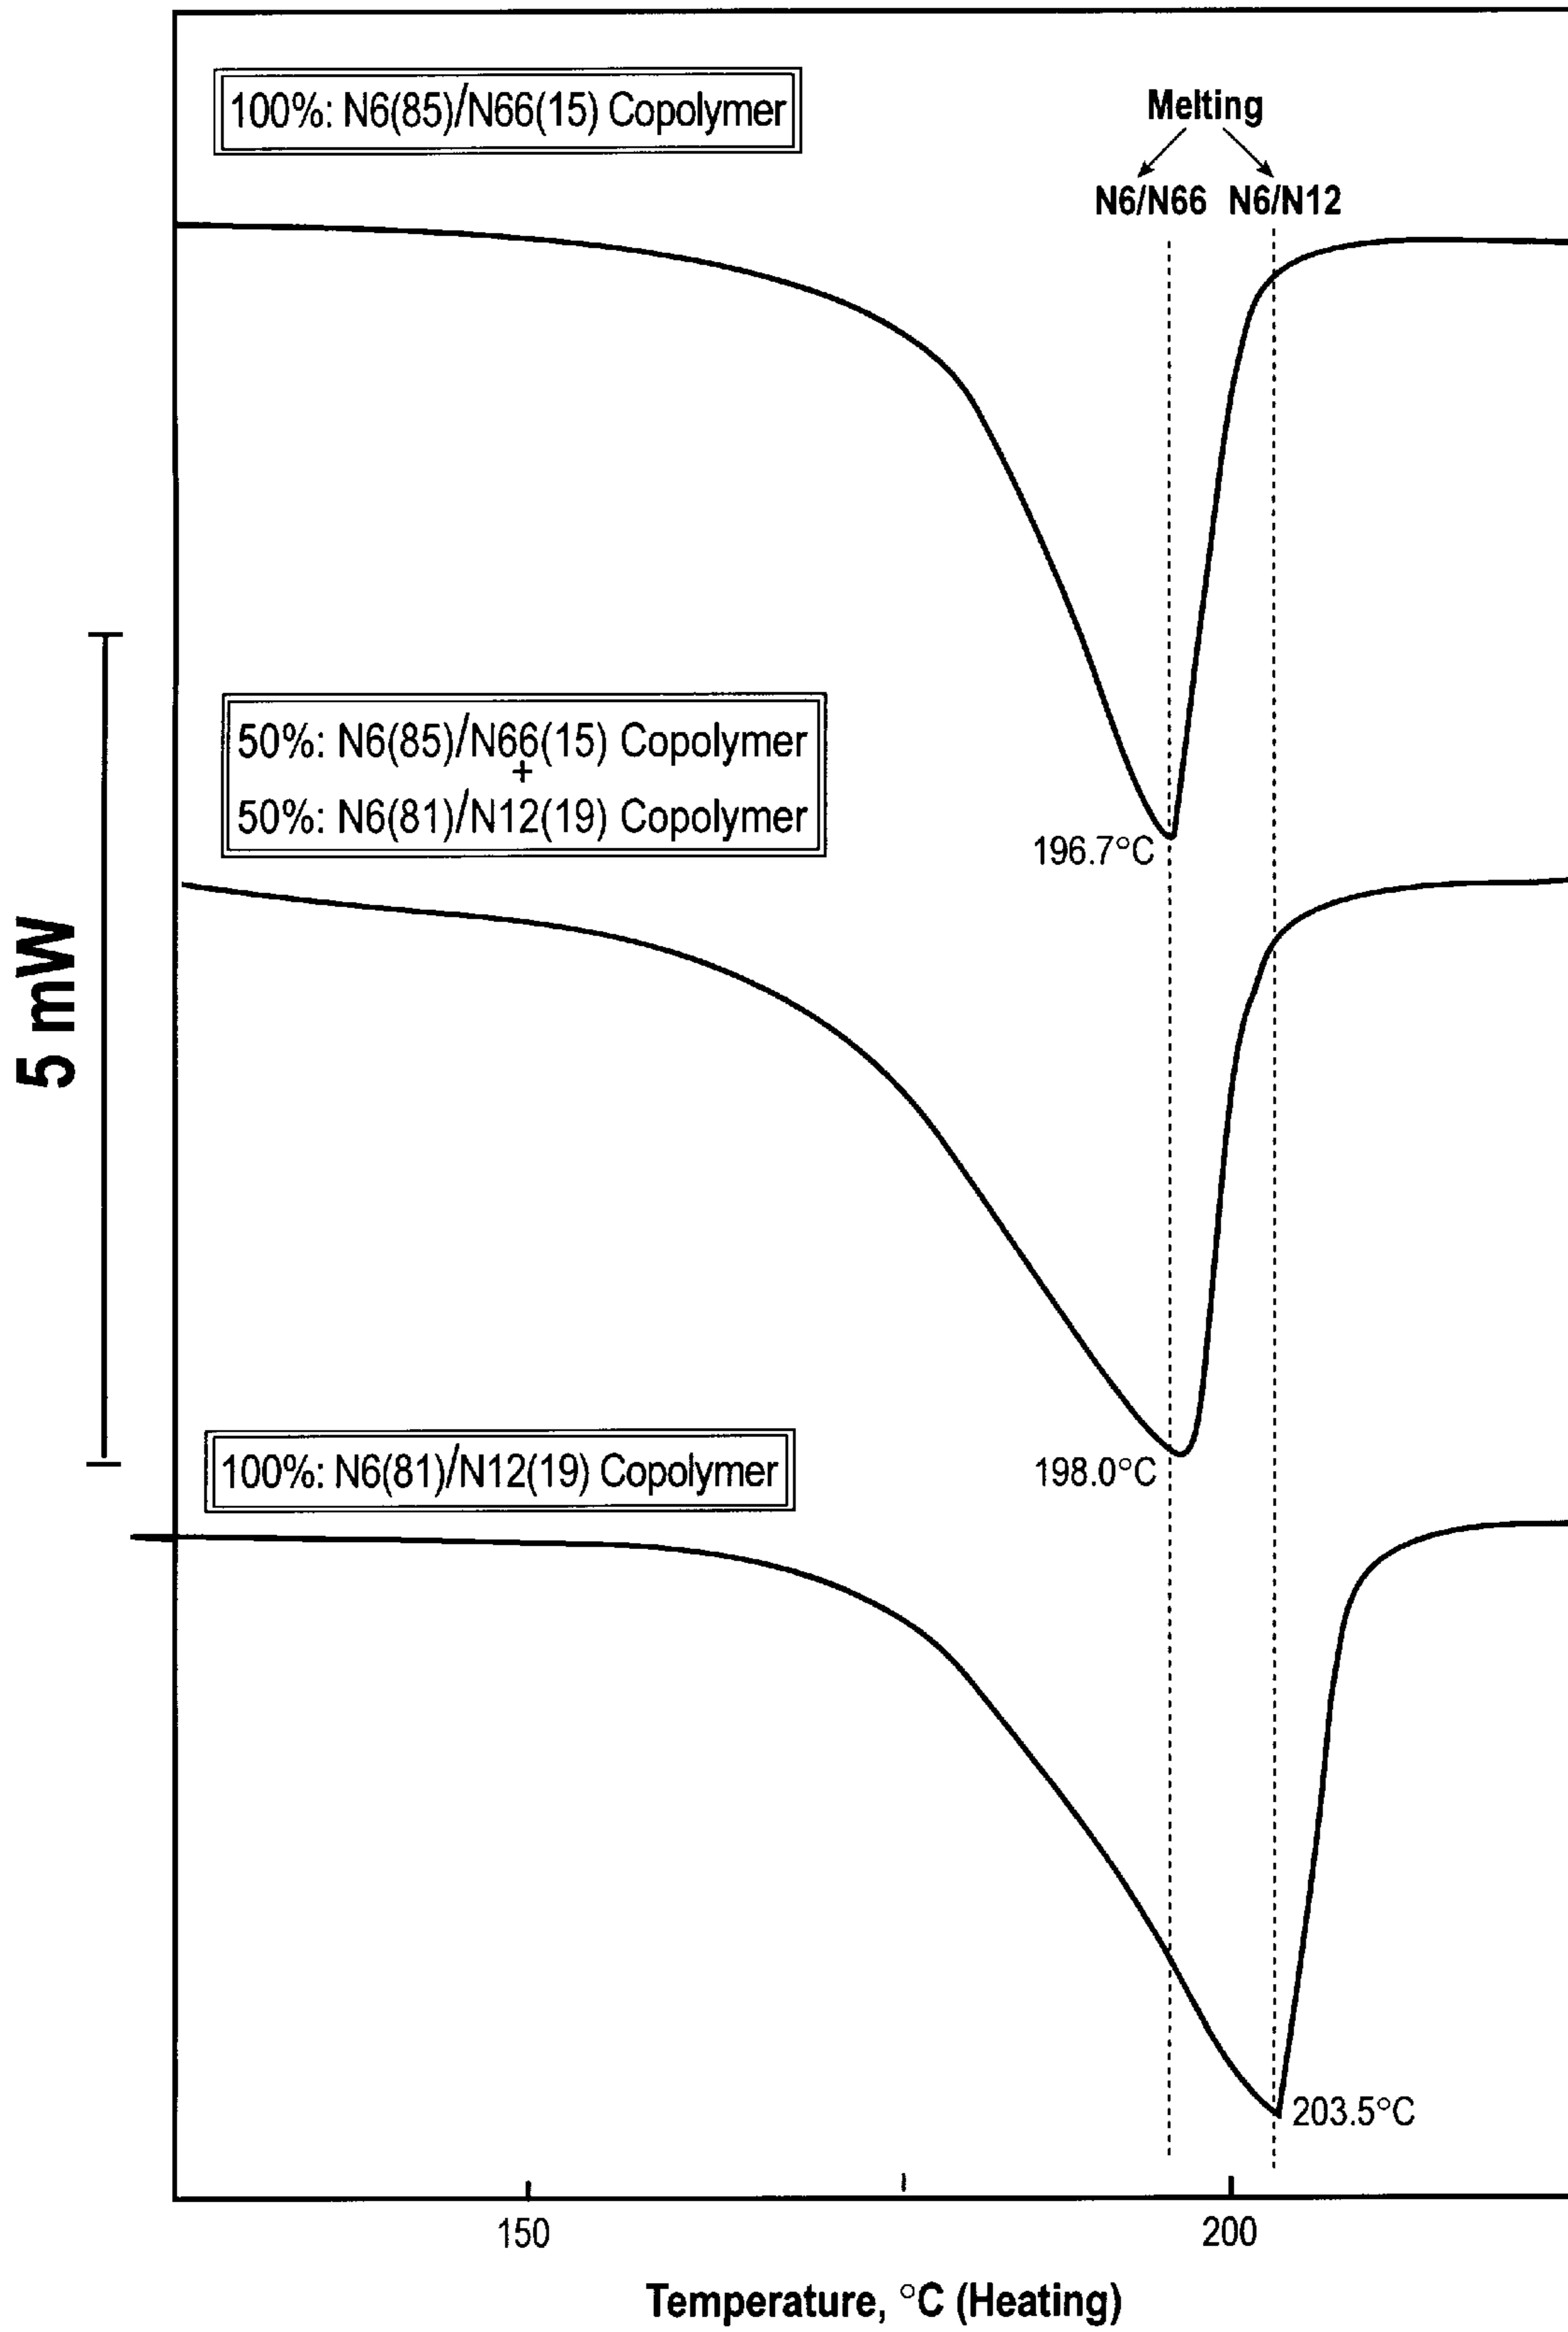 100%: N6(85)/N66(15) Copolymer
Melting
N6/N66 N6/N12
50%: N6(85)/N66(15) Copolymer
+
50%: N6(81)/N12(19) Copolymer
196.7°C
5 mW
100%: N6(81)/N12(19) Copolymer
198.0°C
203.5°C
150
200
Temperature, °C (Heating)